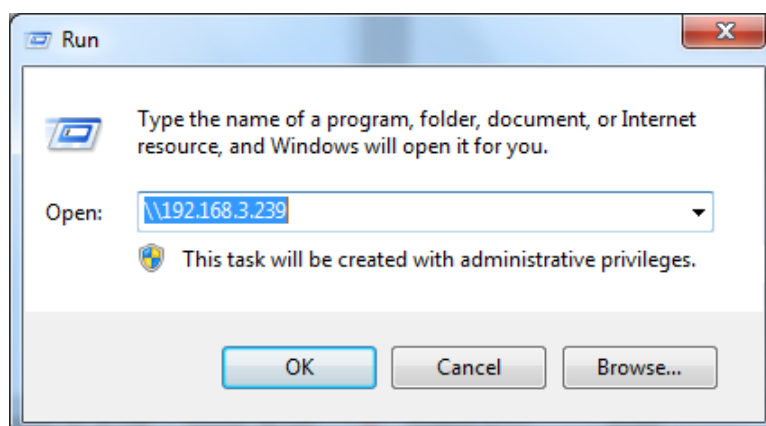 Run
Type the name of a program, folder, document, or Internet
resource, and Windows will open it for you.
Open: \\192.168.3.239
This task will be created with administrative privileges.
OK Cancel Browse...